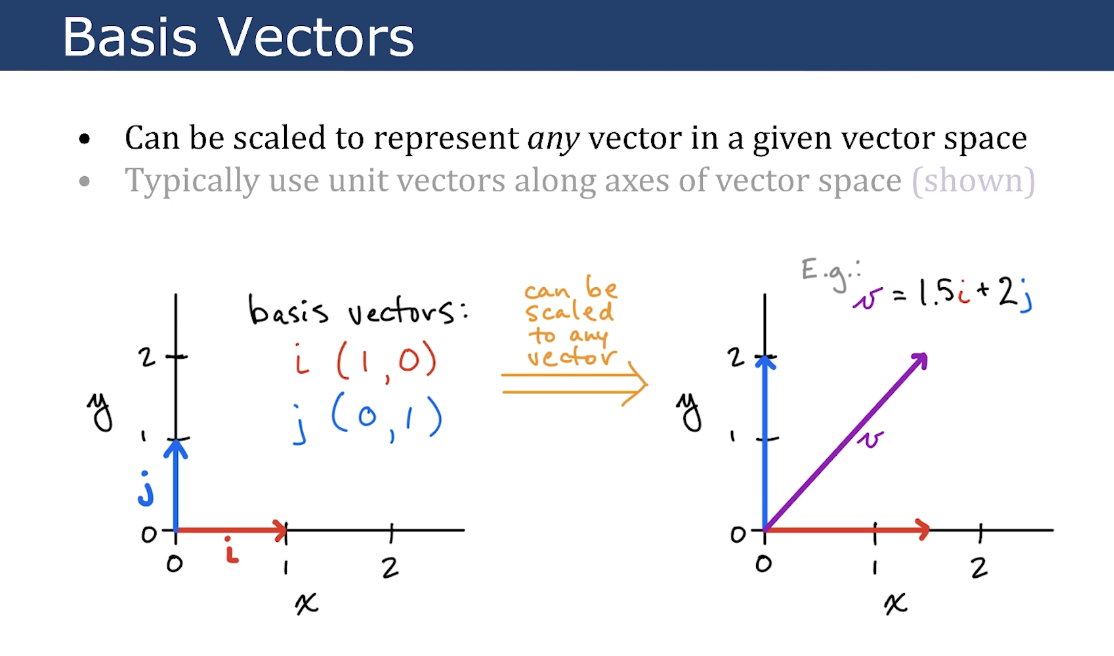 Basis Vectors
• Can be scaled to represent any vector in a given vector space
• Typically use unit vectors along axes of vector space (shown)
basis vectors:
i (1,0)
j (0,1)
y
2
1
0
j
i
0
1
2
x
can be
scaled
to any
vector
E.g.:
v = 1.5i + 2j
y
2
1
0
v
0
1
2
x